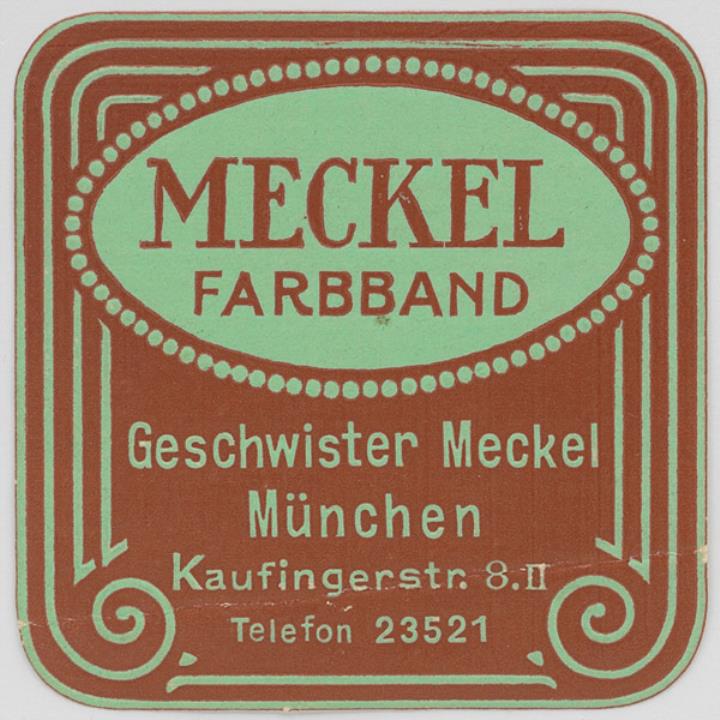 MECKEL
FARBBAND
Geschwister Meckel
München
Kaufingerstr. 8.II
Telefon 23521